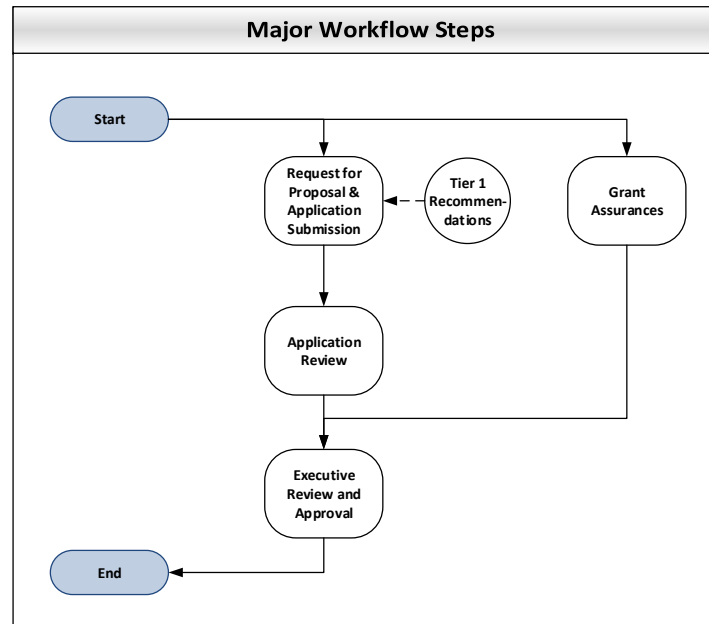 Major Workflow Steps
Start
Request for
Proposal &
Application
Submission
Tier 1
Recommen-
dations
Grant
Assurances
Application
Review
Executive
Review and
Approval
End